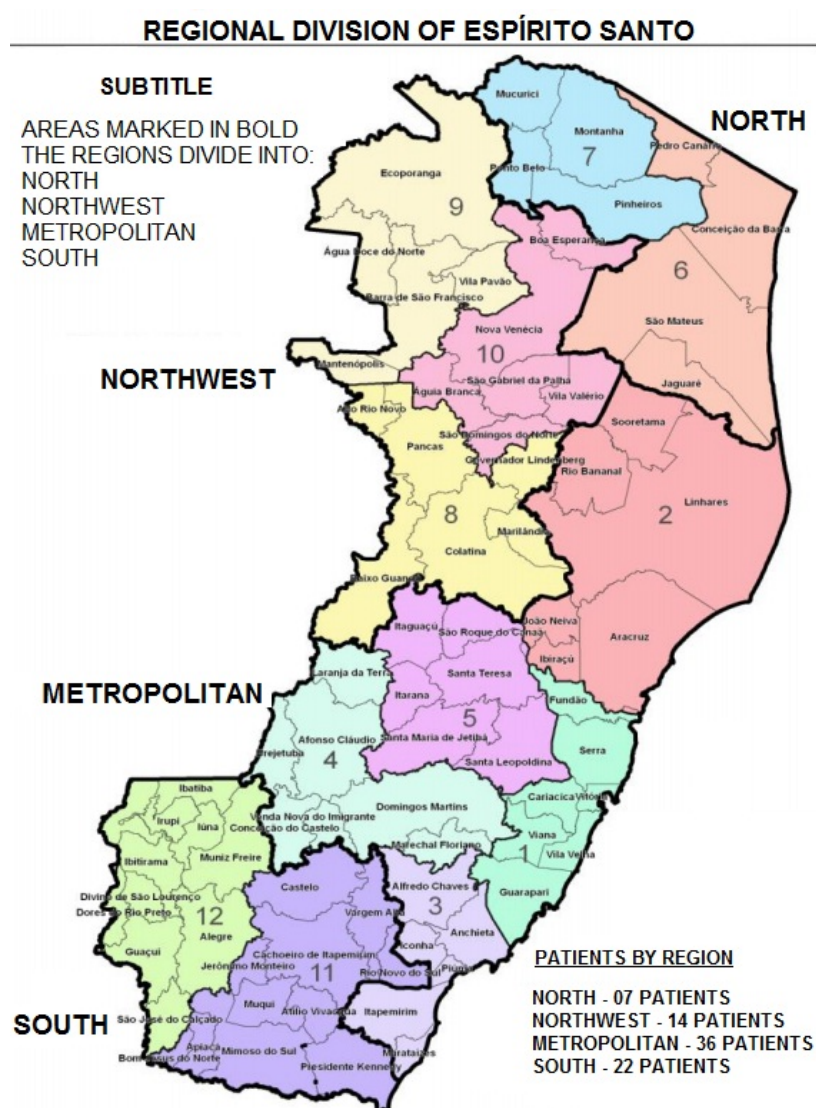 REGIONAL DIVISION OF ESPÍRITO SANTO
SUBTITLE
AREAS MARKED IN BOLD
THE REGIONS DIVIDE INTO:
NORTH
NORTHWEST
METROPOLITAN
SOUTH
NORTH
Mucurici
Montanha
7
Pedro Canário
Ponto Belo
Ecoporanga
Pinheiros
9
Conceição da Barra
Boa Esperança
Água Doce do Norte
6
Vila Pavão
Barra de São Francisco
São Mateus
Nova Venécia
10
NORTHWEST
Mantenópolis
São Gabriel da Palha
Jaguaré
Águia Branca
Vila Valério
Alto Rio Novo
Sooretama
São Domingos do Norte
Pancas
Governador Lindenberg
Rio Bananal
Linhares
8
2
Marilândia
Colatina
Baixo Guandu
João Neiva
Itaguaçú
São Roque do Canaã
Aracruz
Ibiraçú
Laranja da Terra
Santa Teresa
METROPOLITAN
Itarana
Fundão
5
Santa Maria de Jetibá
Afonso Cláudio
Brejetuba
Serra
4
Santa Leopoldina
Ibatiba
Cariacica
Vitória
Domingos Martins
Irupi
Iúna
Venda Nova do Imigrante
Conceição do Castelo
Viana
Marechal Floriano
1
Vila Velha
Ibitirama
Muniz Freire
Castelo
Alfredo Chaves
Guarapari
Divino de São Lourenço
3
Dores do Rio Preto
12
Vargem Alta
Anchieta
Alegre
Iconha
Guaçuí
Cachoeiro de Itapemirim
Jerônimo Monteiro
11
Rio Novo do Sul
Piúma
PATIENTS BY REGION
NORTH - 07 PATIENTS
NORTHWEST - 14 PATIENTS
METROPOLITAN - 36 PATIENTS
SOUTH - 22 PATIENTS
SOUTH
São José do Calçado
Muqui
Atílio Vivacqua
Itapemirim
Apiacá
Bom Jesus do Norte
Mimoso do Sul
Marataízes
Presidente Kennedy